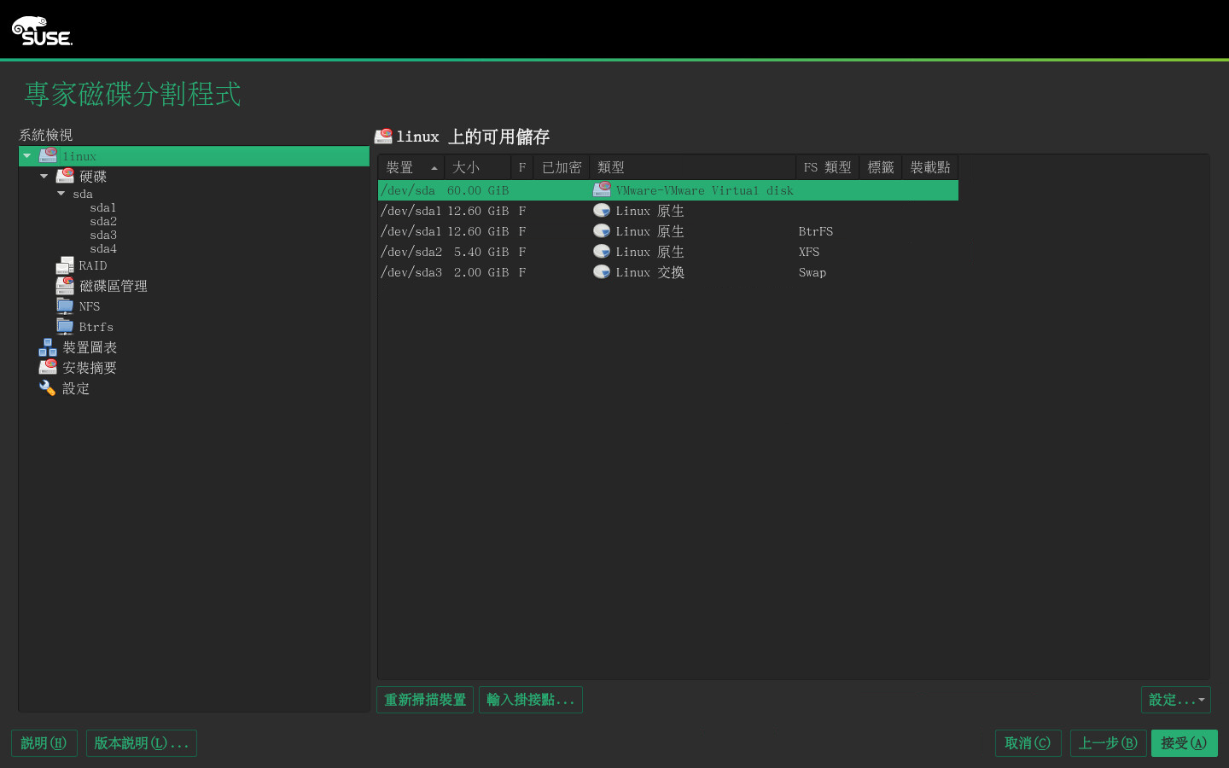 SUSE
專家磁碟分割程式
系統檢視
linux
硬碟
sda
sda1
sda2
sda3
sda4
RAID
磁碟區管理
NFS
Btrfs
裝置圖表
安裝摘要
設定
linux 上的可用儲存
裝置 大小 F 已加密 類型 FS 類型 標籤 裝載點
/dev/sda 60.00 GiB VMware-VMware Virtual disk
/dev/sda1 12.60 GiB F Linux 原生
/dev/sda1 12.60 GiB F Linux 原生 BtrFS
/dev/sda2 5.40 GiB F Linux 原生 XFS
/dev/sda3 2.00 GiB F Linux 交換 Swap
重新掃描裝置 輸入掛接點... 設定...
說明(H) 版本說明(L)... 取消(C) 上一步(B) 接受(A)